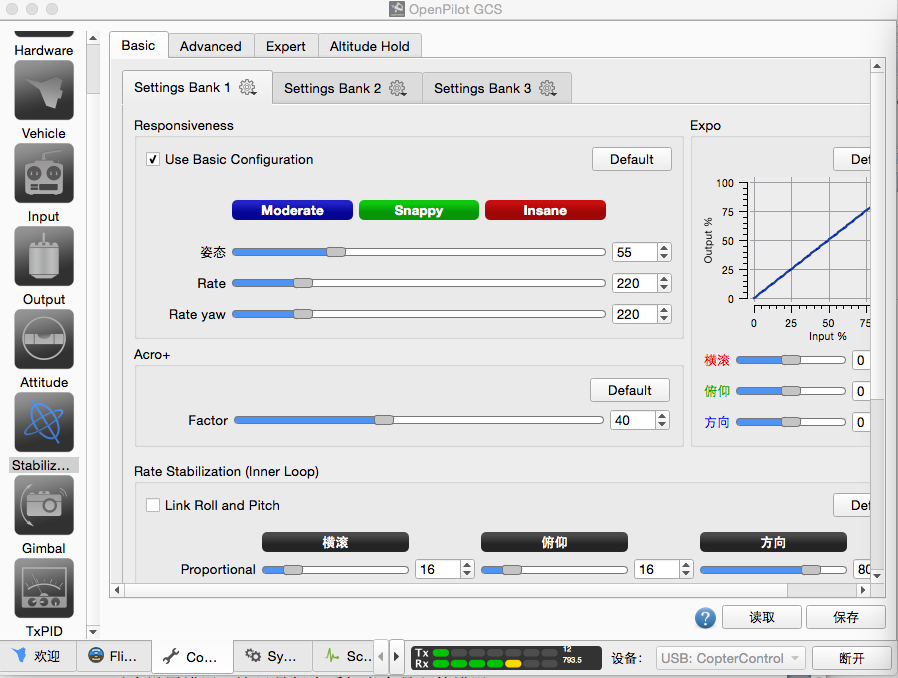 OpenPilot GCS
Hardware
Vehicle
Input
Output
Attitude
Stabiliz...
Gimbal
TxPID
Basic Advanced Expert Altitude Hold
Settings Bank 1 Settings Bank 2 Settings Bank 3
Responsiveness
Use Basic Configuration Default
Moderate Snappy Insane
姿态 55
Rate 220
Rate yaw 220
Acro+
Default
Factor 40
Expo
Def
Output %
100
75
50
25
0
0 25 50 75
Input %
横滚 0
俯仰 0
方向 0
Rate Stabilization (Inner Loop)
Link Roll and Pitch Def
横滚 俯仰 方向
Proportional 16 16 80
? 读取 保存
欢迎 Fli... Co... Sy... Sc...
Tx 12
Rx 793.5
设备： USB: CopterControl 断开